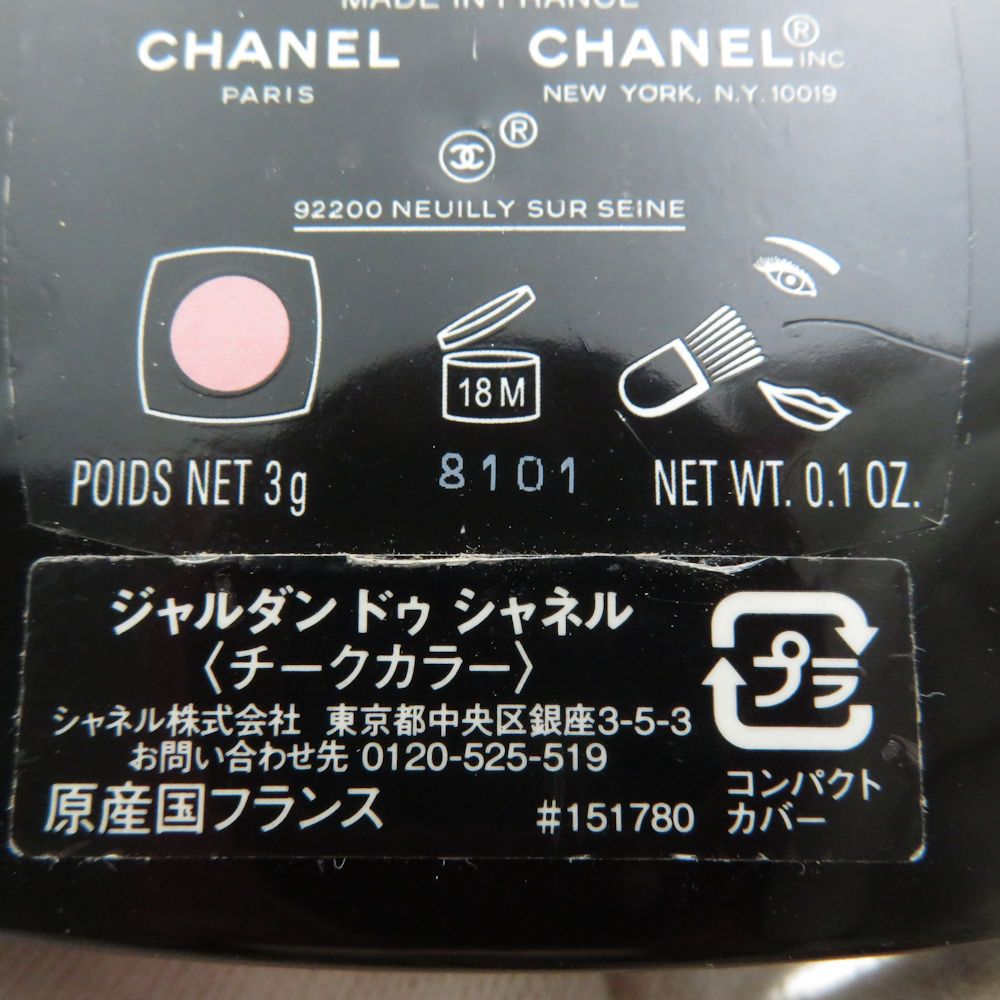 MADE IN FRANCE
CHANEL CHANEL® INC.
PARIS NEW YORK, N.Y. 10019
®
92200 NEUILLY SUR SEINE
18 M
POIDS NET 3g 8101 NET WT. 0.1 OZ.
ジャルダン ドゥ シャネル
〈チークカラー〉
シャネル株式会社 東京都中央区銀座3-5-3
お問い合わせ先 0120-525-519
原産国フランス #151780
プラ
コンパクト
カバー